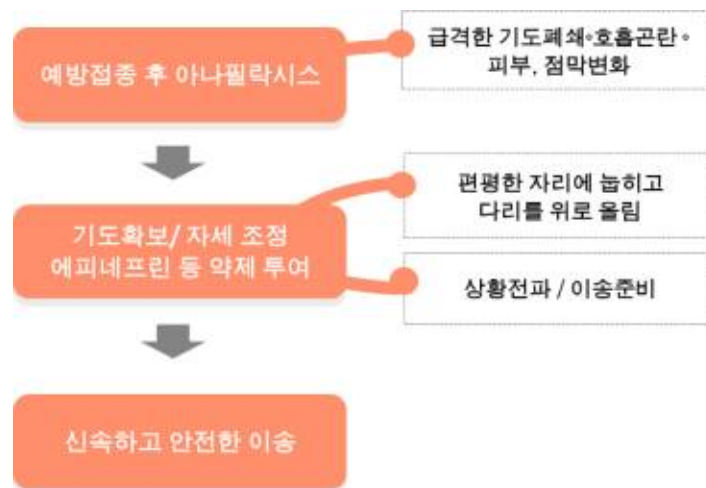 예방접종 후 아나필락시스
급격한 기도폐쇄◦호흡곤란◦
피부, 점막변화
기도확보/ 자세 조정
에피네프린 등 약제 투여
편평한 자리에 눕히고
다리를 위로 올림
상황전파 / 이송준비
신속하고 안전한 이송